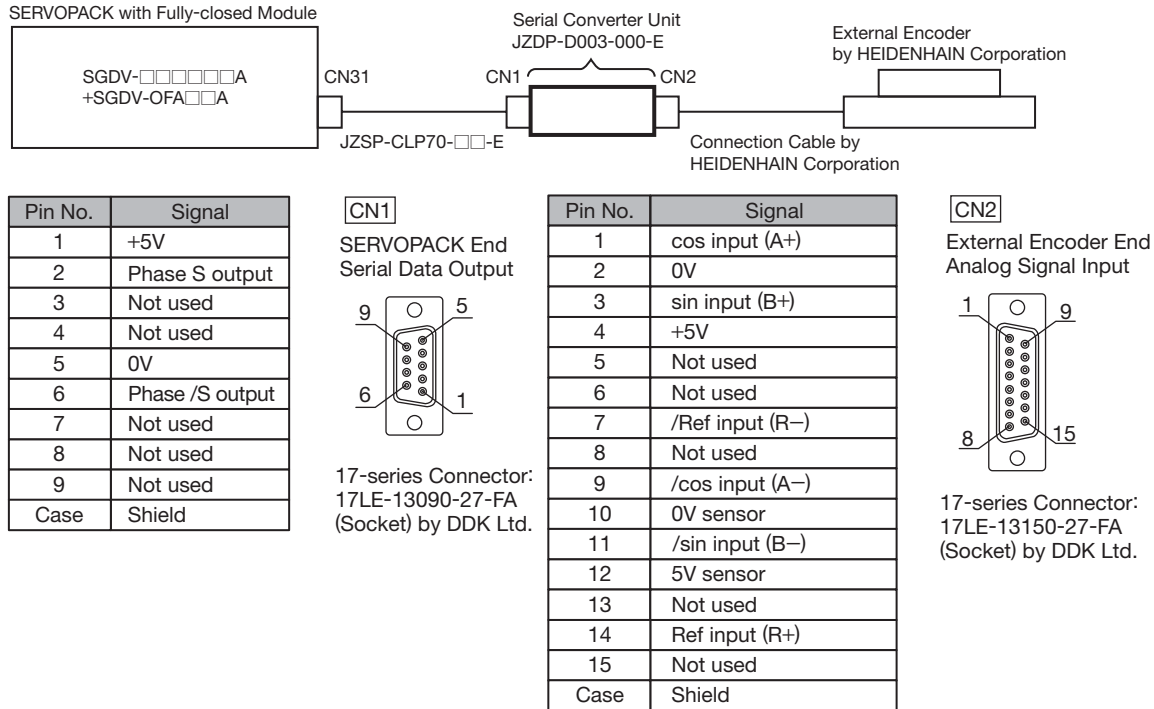 SERVOPACK with Fully-closed Module
SGDV-□□□□□□A
+SGDV-OFA□□A
CN31
JZSP-CLP70-□□-E
Serial Converter Unit
JZDP-D003-000-E
CN1
CN2
Connection Cable by
HEIDENHAIN Corporation
External Encoder
by HEIDENHAIN Corporation
Pin No. Signal
1 +5V
2 Phase S output
3 Not used
4 Not used
5 0V
6 Phase /S output
7 Not used
8 Not used
9 Not used
Case Shield
CN1
SERVOPACK End
Serial Data Output
9 5
6 1
17-series Connector:
17LE-13090-27-FA
(Socket) by DDK Ltd.
Pin No. Signal
1 cos input (A+)
2 0V
3 sin input (B+)
4 +5V
5 Not used
6 Not used
7 /Ref input (R−)
8 Not used
9 /cos input (A−)
10 0V sensor
11 /sin input (B−)
12 5V sensor
13 Not used
14 Ref input (R+)
15 Not used
Case Shield
CN2
External Encoder End
Analog Signal Input
1 9
8 15
17-series Connector:
17LE-13150-27-FA
(Socket) by DDK Ltd.